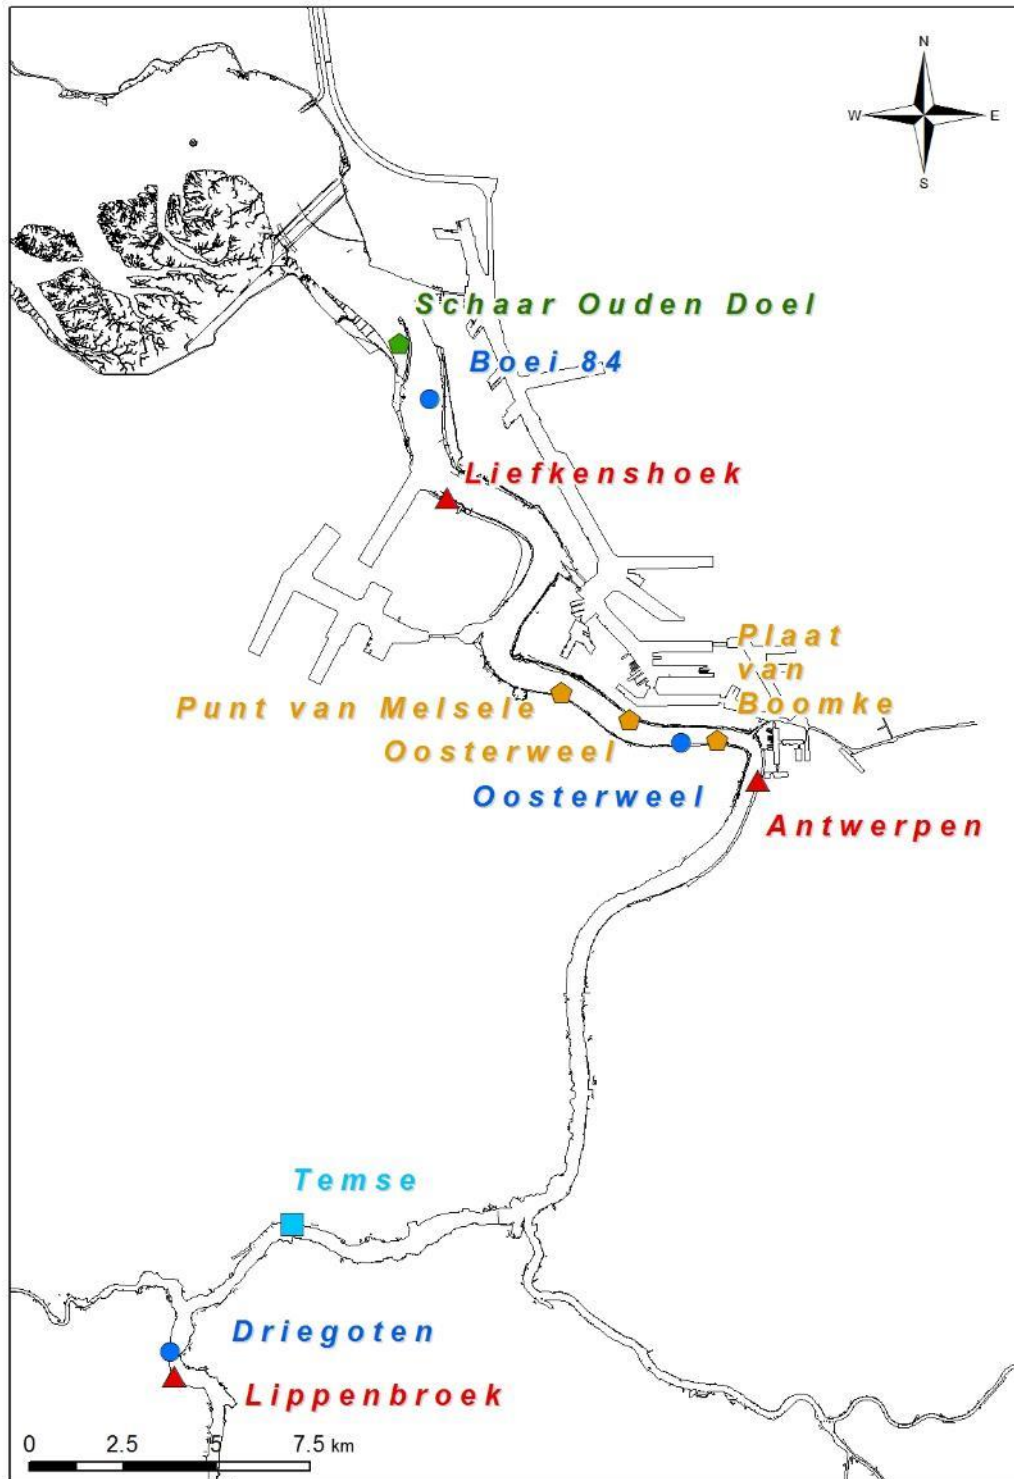 N
W E
S
Schaar Ouden Doel
Boei 84
Liefkenshoek
Plaat
van
Boomke
Punt van Melsele
Oosterweel
Oosterweel
Antwerpen
Temse
Driegoten
Lippenbroek
0 2.5 5 7.5 km